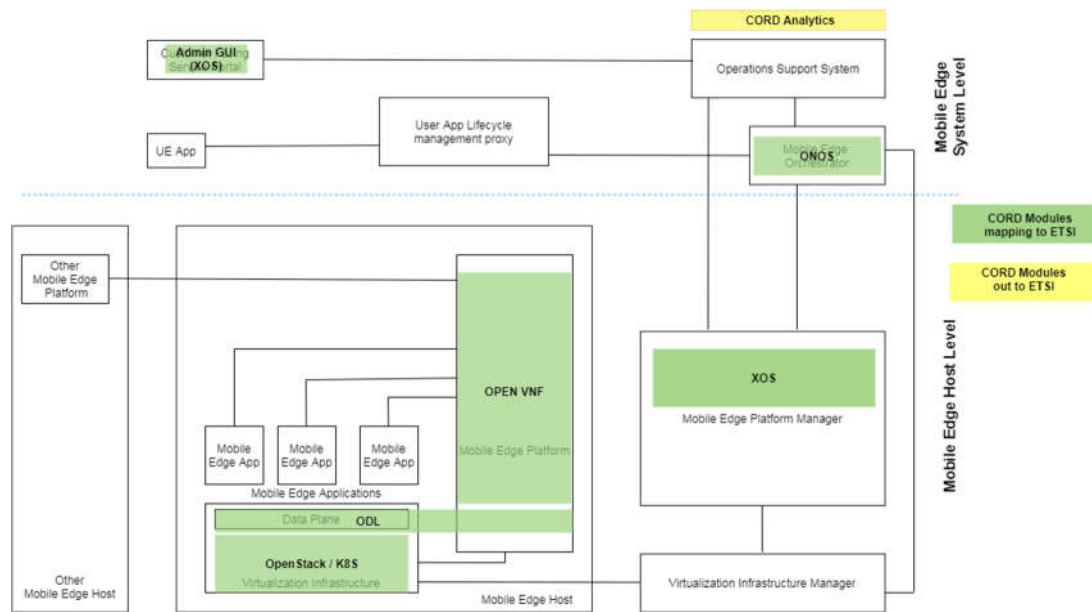 CORD Analytics
Admin GUI
(XOS)
Operations Support System
User App Lifecycle
management proxy
UE App
Mobile Edge
Orchestrator
ONOS
Mobile Edge
System Level
CORD Modules
mapping to ETSI
CORD Modules
out to ETSI
Other
Mobile Edge
Platform
OPEN VNF
Mobile Edge Platform
XOS
Mobile Edge Platform Manager
Mobile Edge Host Level
Mobile
Edge App
Mobile
Edge App
Mobile
Edge App
Mobile Edge Applications
Data Plane
ODL
OpenStack / K8S
Virtualization Infrastructure
Virtualization Infrastructure Manager
Other
Mobile Edge Host
Mobile Edge Host